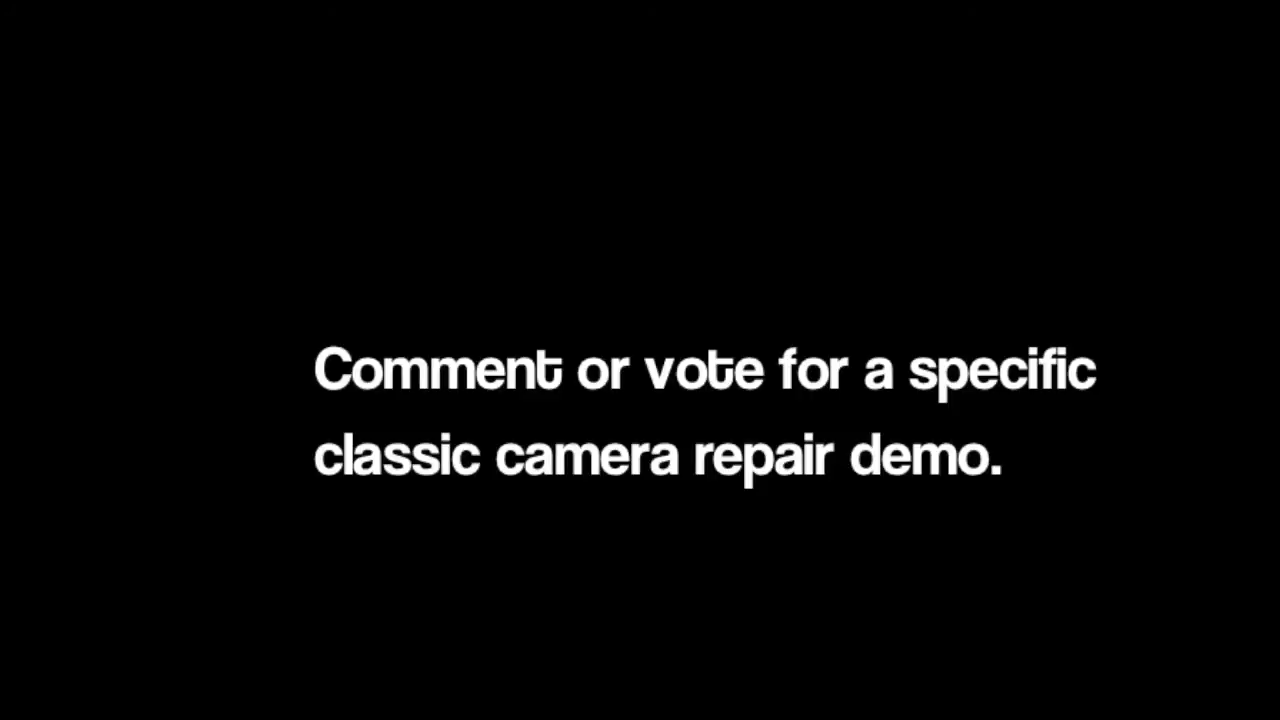 Comment or vote for a specific
classic camera repair demo.